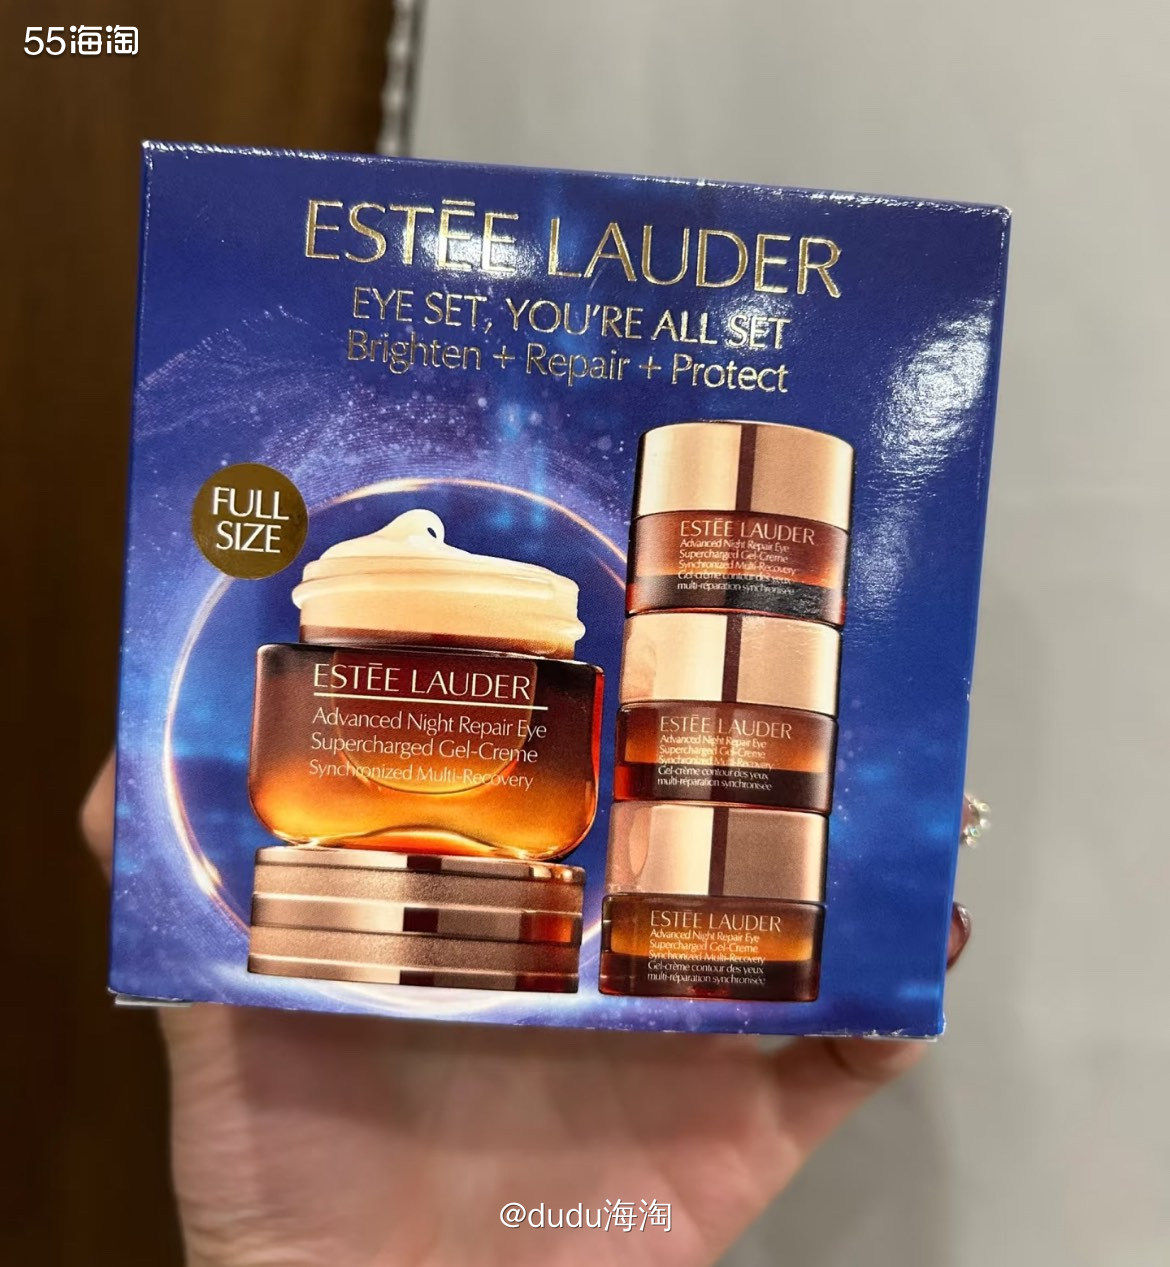 55海淘
ESTĒE LAUDER
EYE SET, YOU'RE ALL SET
Brighten + Repair + Protect
FULL
SIZE
ESTĒE LAUDER
Advanced Night Repair Eye
Supercharged Gel-Creme
Synchronized Multi-Recovery
ESTĒE LAUDER
Advanced Night Repair Eye
Supercharged Gel-Creme
Synchronized Multi-Recovery
Gel-crème contour des yeux
multi-réparation synchronisée
ESTĒE LAUDER
Advanced Night Repair Eye
Supercharged Gel-Creme
Synchronized Multi-Recovery
Gel-crème contour des yeux
multi-réparation synchronisée
ESTĒE LAUDER
Advanced Night Repair Eye
Supercharged Gel-Creme
Synchronized Multi-Recovery
Gel-crème contour des yeux
multi-réparation synchronisée
@dudu海淘